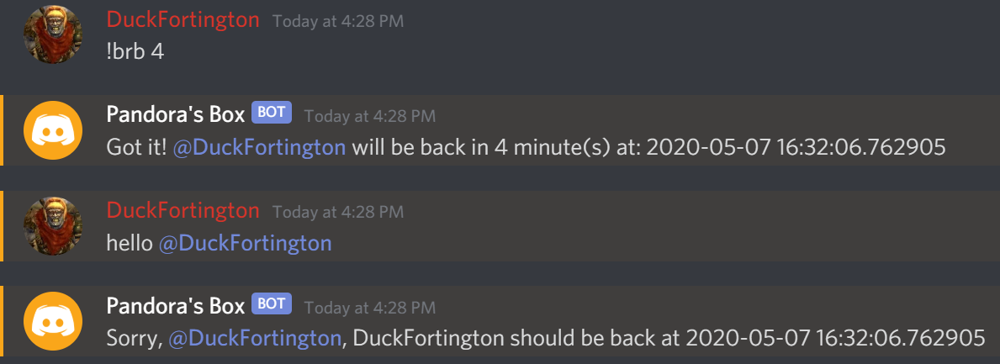 DuckFortington Today at 4:28 PM
!brb 4
Pandora's Box BOT Today at 4:28 PM
Got it! @DuckFortington will be back in 4 minute(s) at: 2020-05-07 16:32:06.762905
DuckFortington Today at 4:28 PM
hello @DuckFortington
Pandora's Box BOT Today at 4:28 PM
Sorry, @DuckFortington, DuckFortington should be back at 2020-05-07 16:32:06.762905